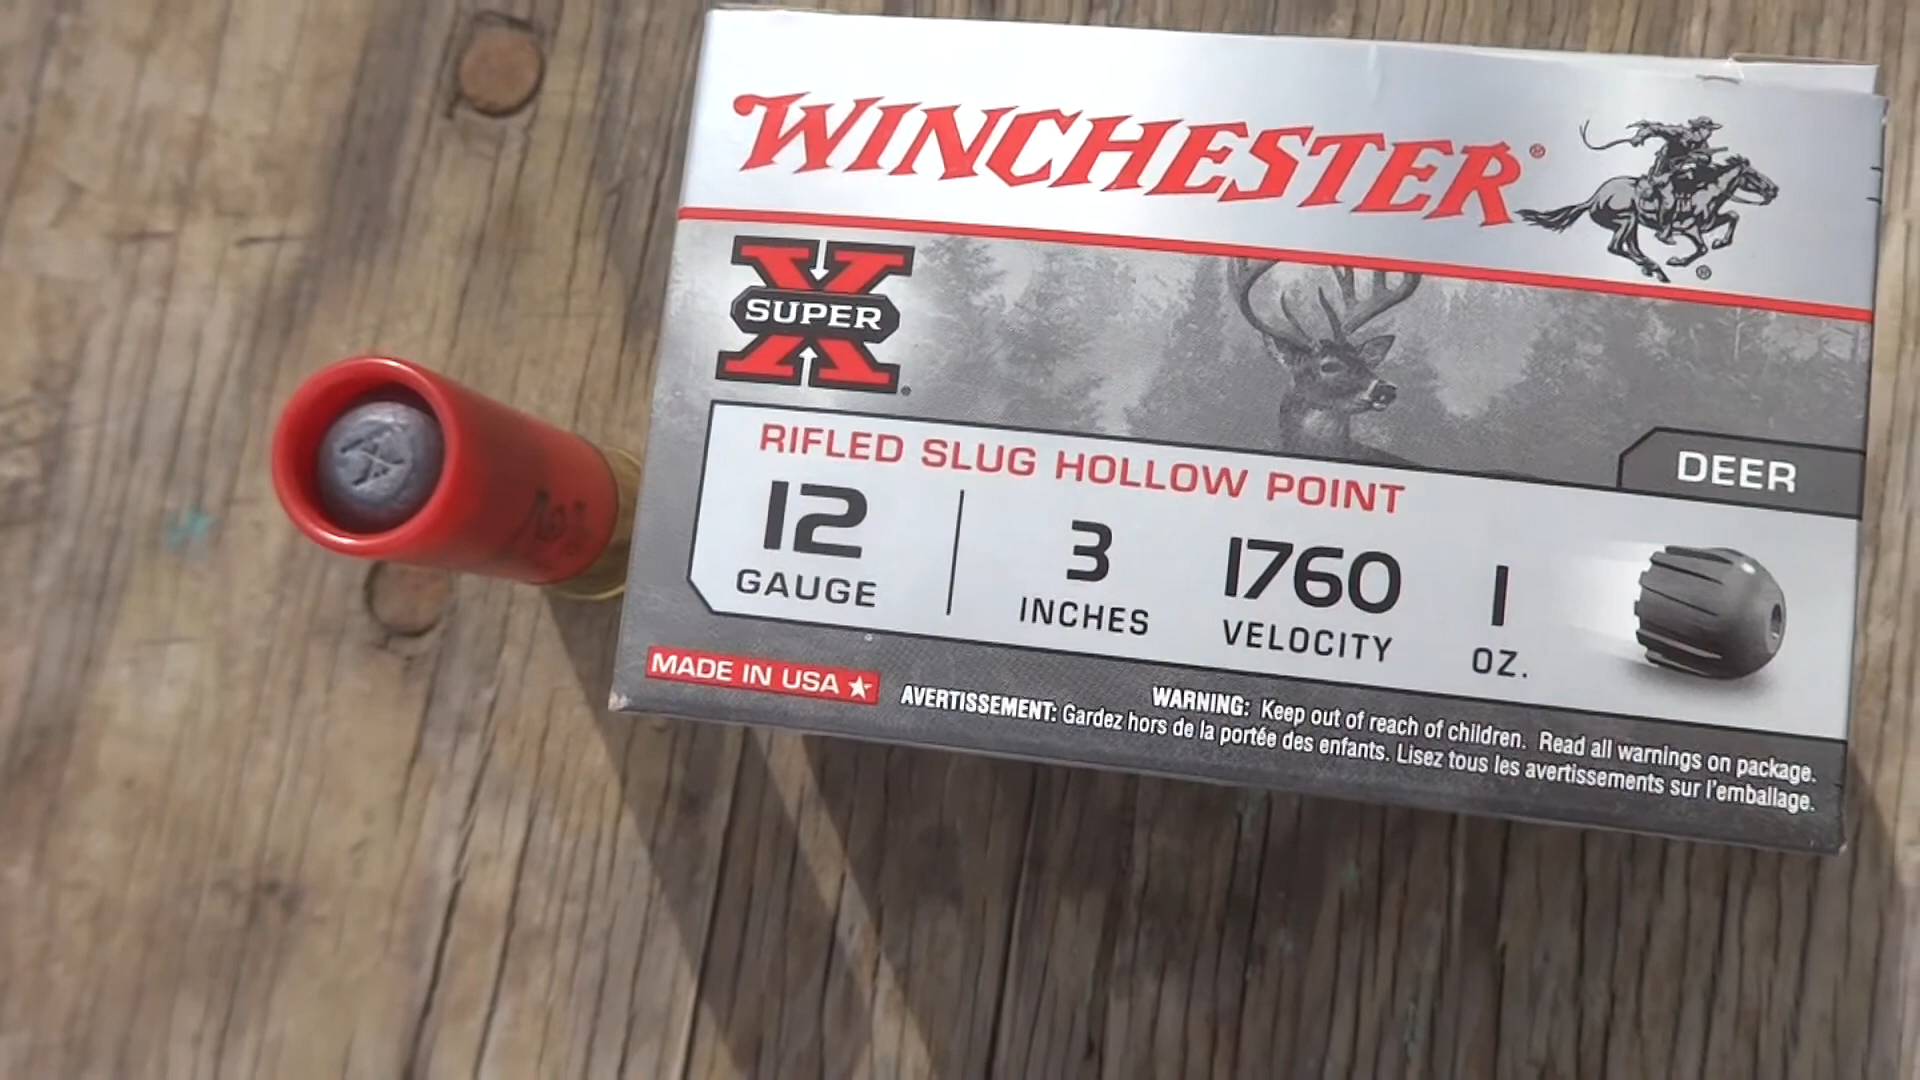 WINCHESTER®
®
SUPER X®
RIFLED SLUG HOLLOW POINT
DEER
12 GAUGE
3 INCHES
1760 VELOCITY
1 OZ.
MADE IN USA
WARNING: Keep out of reach of children. Read all warnings on package.
AVERTISSEMENT: Gardez hors de la portée des enfants. Lisez tous les avertissements sur l'emballage.